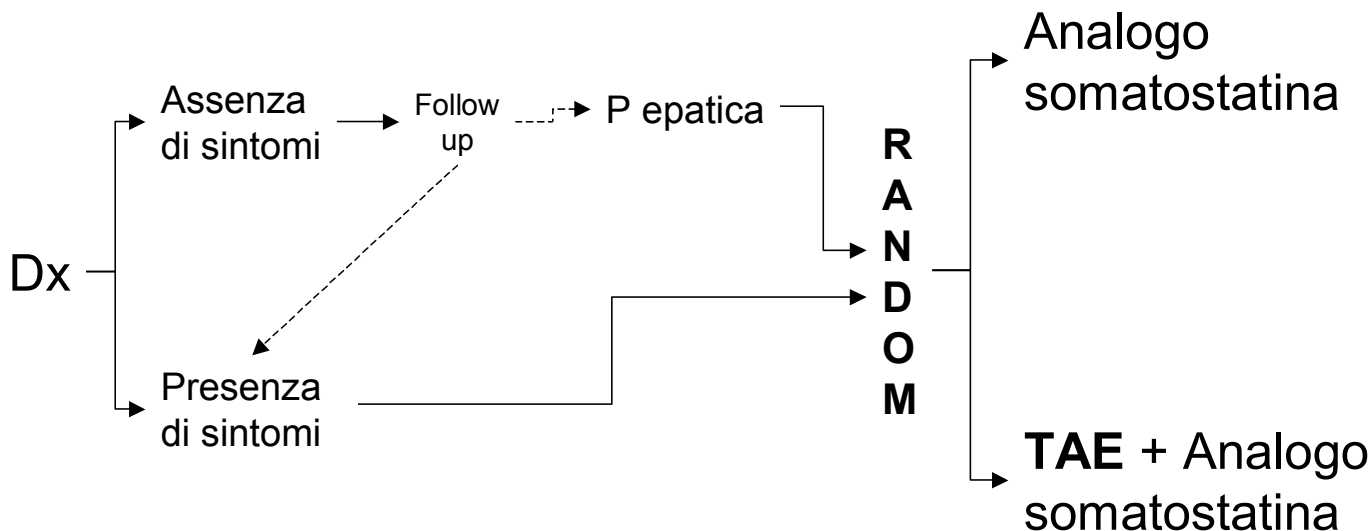 Dx
Assenza
di sintomi
Follow
up
P epatica
Presenza
di sintomi
R
A
N
D
O
M
Analogo
somatostatina
TAE + Analogo
somatostatina